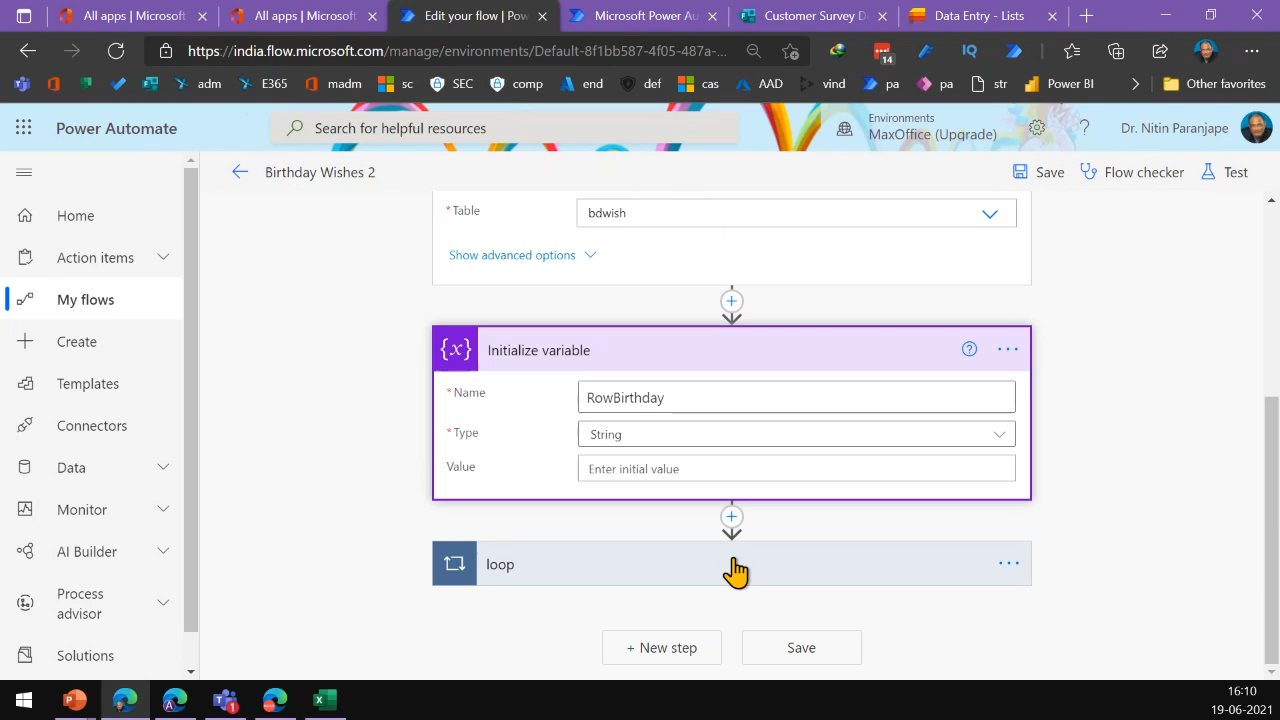 All apps | Microsoft
All apps | Microsoft
Edit your flow | Pow
Microsoft Power Au
Customer Survey D
Data Entry - Lists
https://india.flow.microsoft.com/manage/environments/Default-8f1bb587-4f05-487a-...
14
IQ
adm
E365
madm
sc
SEC
comp
end
def
cas
AAD
vind
pa
pa
str
Power BI
Other favorites
Power Automate
Search for helpful resources
Environments
MaxOffice (Upgrade)
Dr. Nitin Paranjape
Birthday Wishes 2
Save
Flow checker
Test
Home
Action items
My flows
Create
Templates
Connectors
Data
Monitor
AI Builder
Process
advisor
Solutions
* Table
bdwish
Show advanced options
{x}
Initialize variable
* Name
RowBirthday
* Type
String
Value
Enter initial value
loop
+ New step
Save
1
16:10
19-06-2021